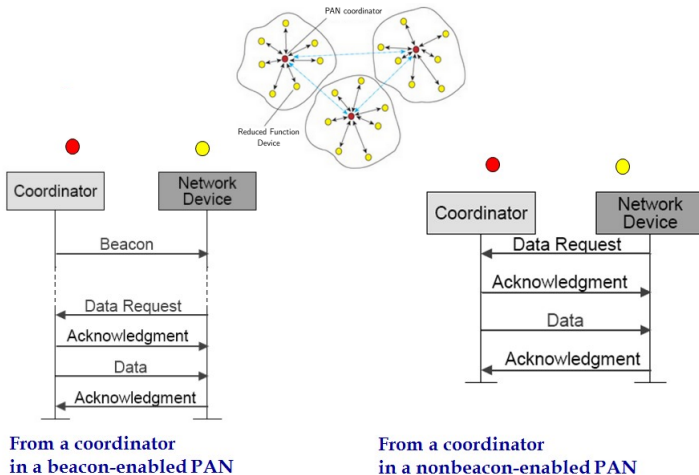 PAN coordinator
Reduced Function
Device
Coordinator
Network
Device
Beacon
Data Request
Acknowledgment
Data
Acknowledgment
From a coordinator
in a beacon-enabled PAN
Coordinator
Network
Device
Data Request
Acknowledgment
Data
Acknowledgment
From a coordinator
in a nonbeacon-enabled PAN